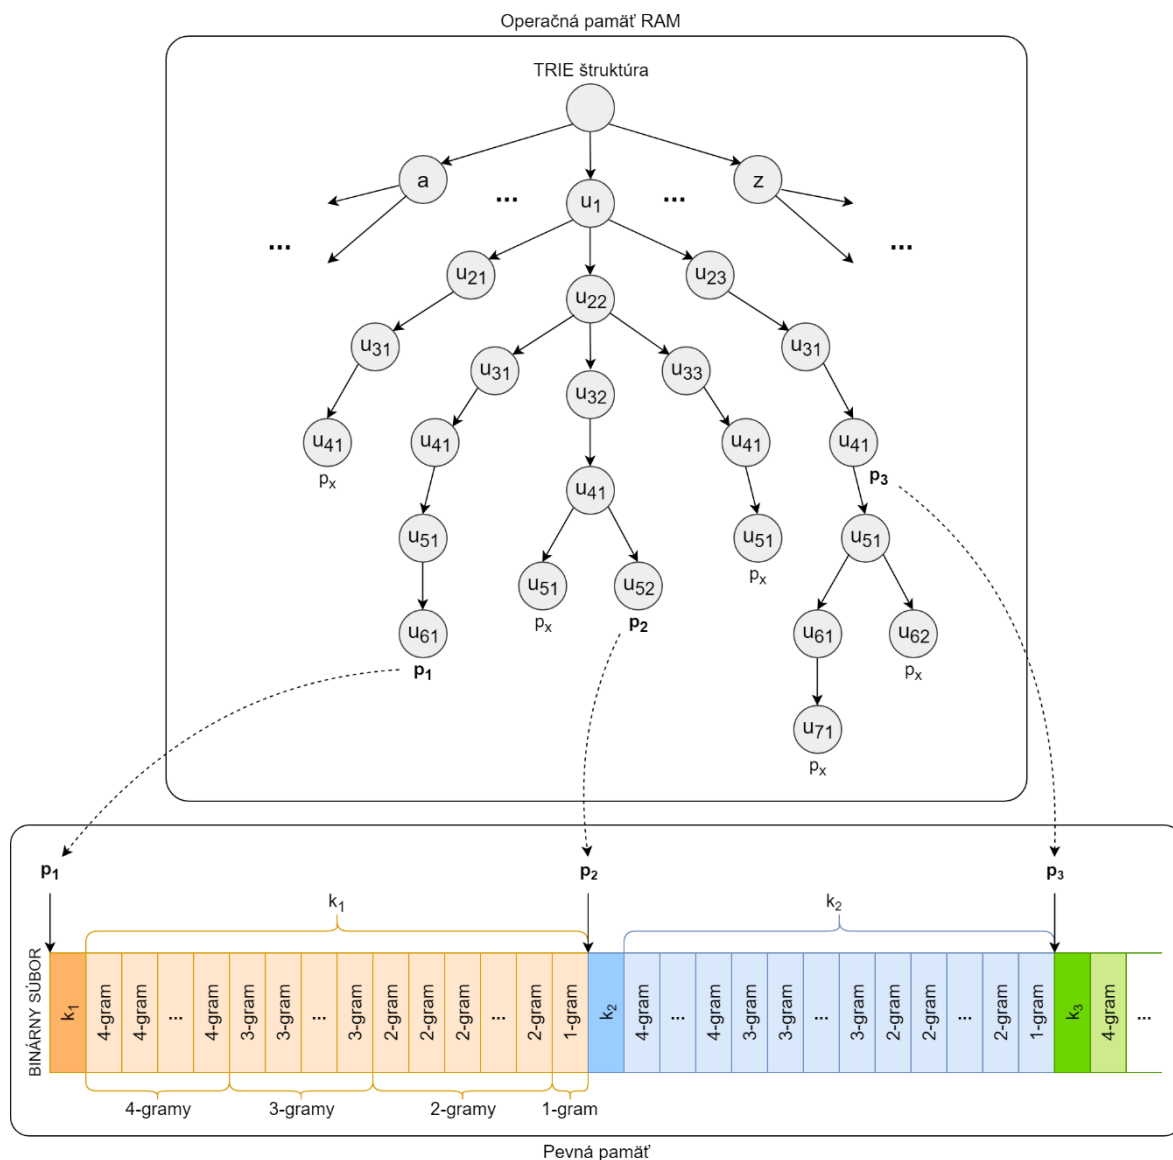 Operačná pamäť RAM
TRIE štruktúra
a
z
...
u1
...
...
...
u21
u23
u22
u31
u31
u31
u33
u32
u41
u41
u41
u41
px
p3
u41
u51
u51
u51
px
u51
u52
px
p2
u61
p1
u61
u62
px
u71
px
p1
p2
p3
k1
k2
BINÁRNY SÚBOR
k1
4-gram
4-gram
...
4-gram
3-gram
3-gram
...
3-gram
2-gram
2-gram
2-gram
...
2-gram
1-gram
k2
4-gram
...
4-gram
3-gram
3-gram
...
3-gram
2-gram
2-gram
...
2-gram
1-gram
k3
4-gram
...
4-gramy
3-gramy
2-gramy
1-gram
Pevná pamäť